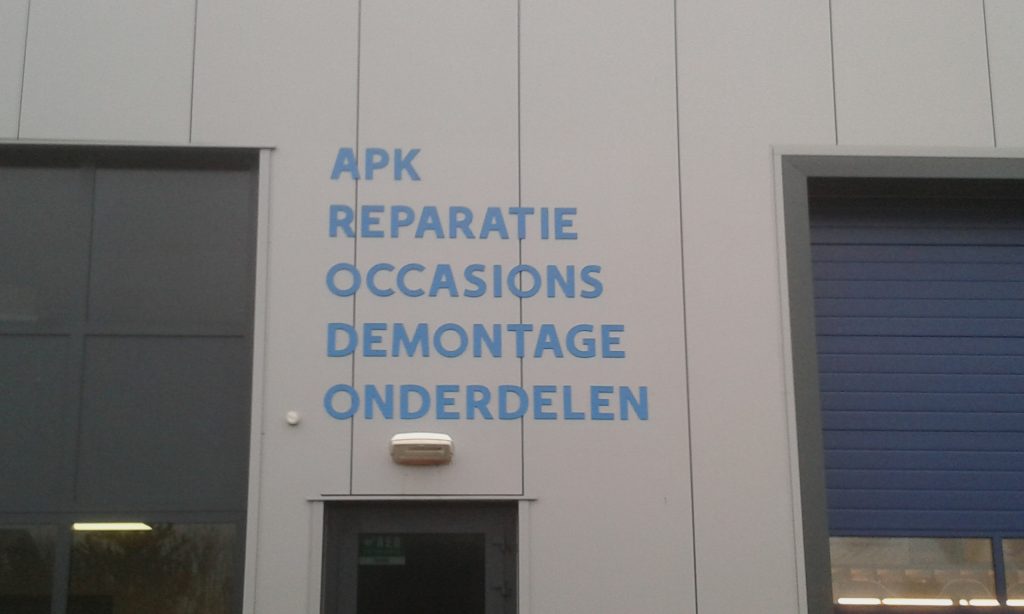 APK
REPARATIE
OCCASIONS
DEMONTAGE
ONDERDELEN